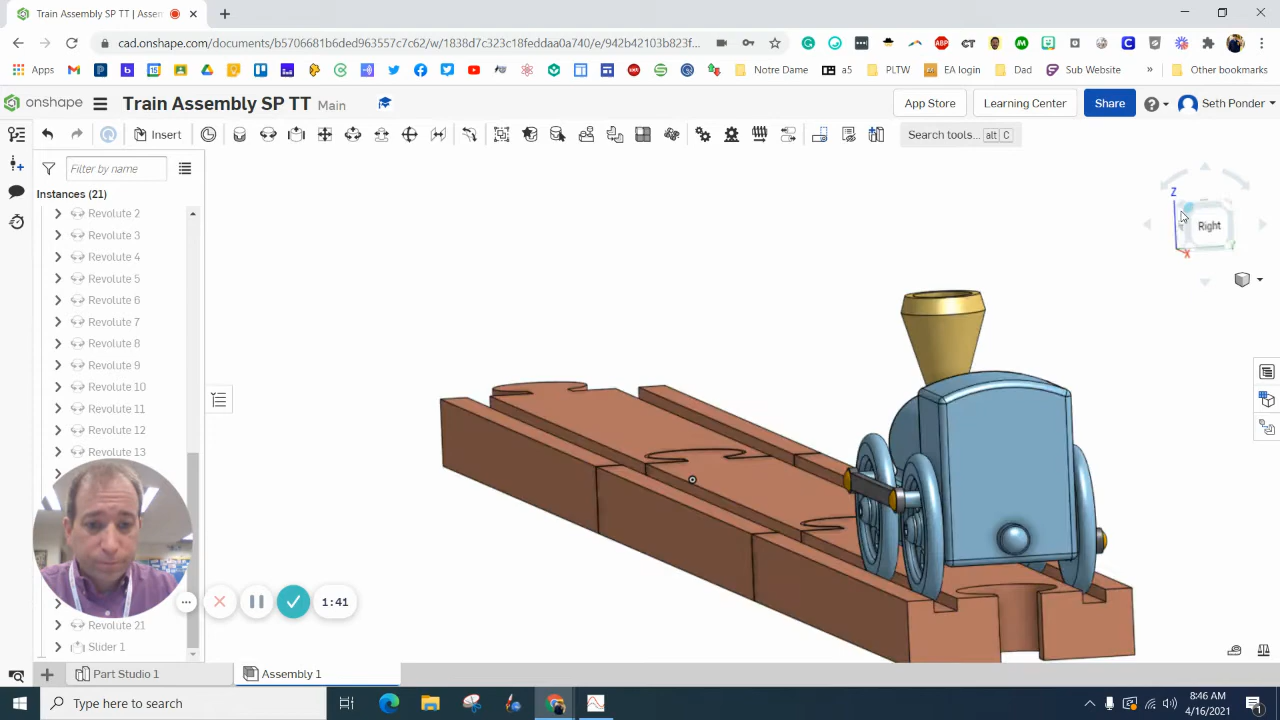 Train Assembly SP TT
cad.onshape.com/documents/b570661bfced963557c7c62/w/1838d7c323c18feddaa0a740/e/942b42103b823f...
Apps
Notre Dame
a5
PLTW
EA login
Dad
Sub Website
»
Other bookmarks
onshape
Train Assembly SP TT Main
App Store
Learning Center
Share
Seth Ponder
Insert
Search tools... alt C
Filter by name
Instances (21)
Revolute 2
Revolute 3
Revolute 4
Revolute 5
Revolute 6
Revolute 7
Revolute 8
Revolute 9
Revolute 10
Revolute 11
Revolute 12
Revolute 13
Revolute 21
Slider 1
Z
Right
X
1:41
Part Studio 1
Assembly 1
Type here to search
8:46 AM
4/16/2021